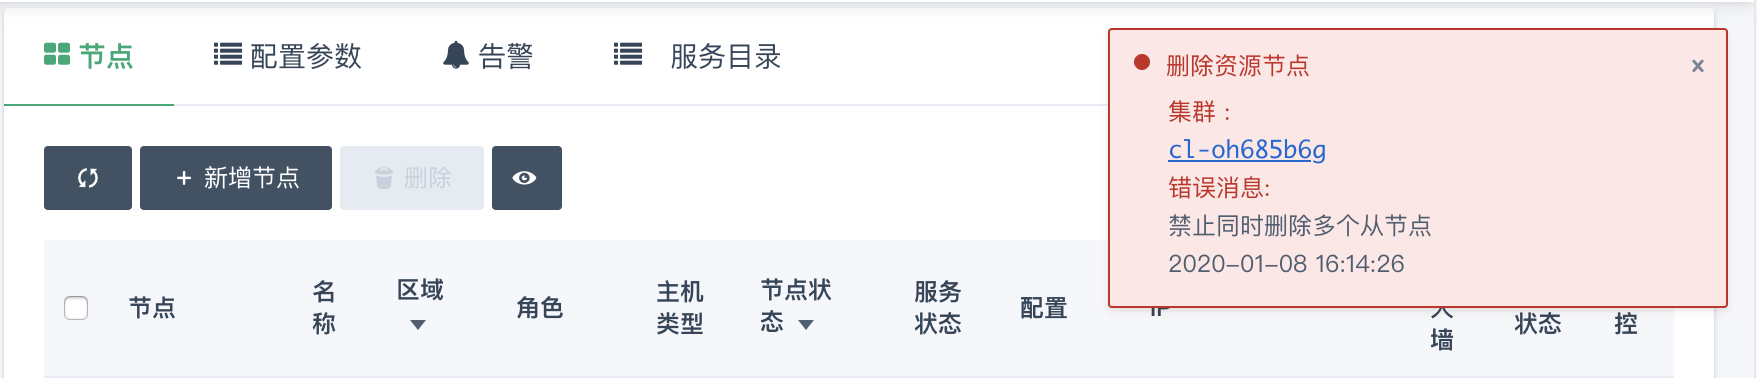 节点 配置参数 告警 服务目录
删除资源节点 ×
集群：
cl-oh685b6g
错误消息:
禁止同时删除多个从节点
2020-01-08 16:14:26
+ 新增节点 删除
节点
名
称
区域
角色
主机
类型
节点状
态
服务
状态
配置
IP
墙
状态
控